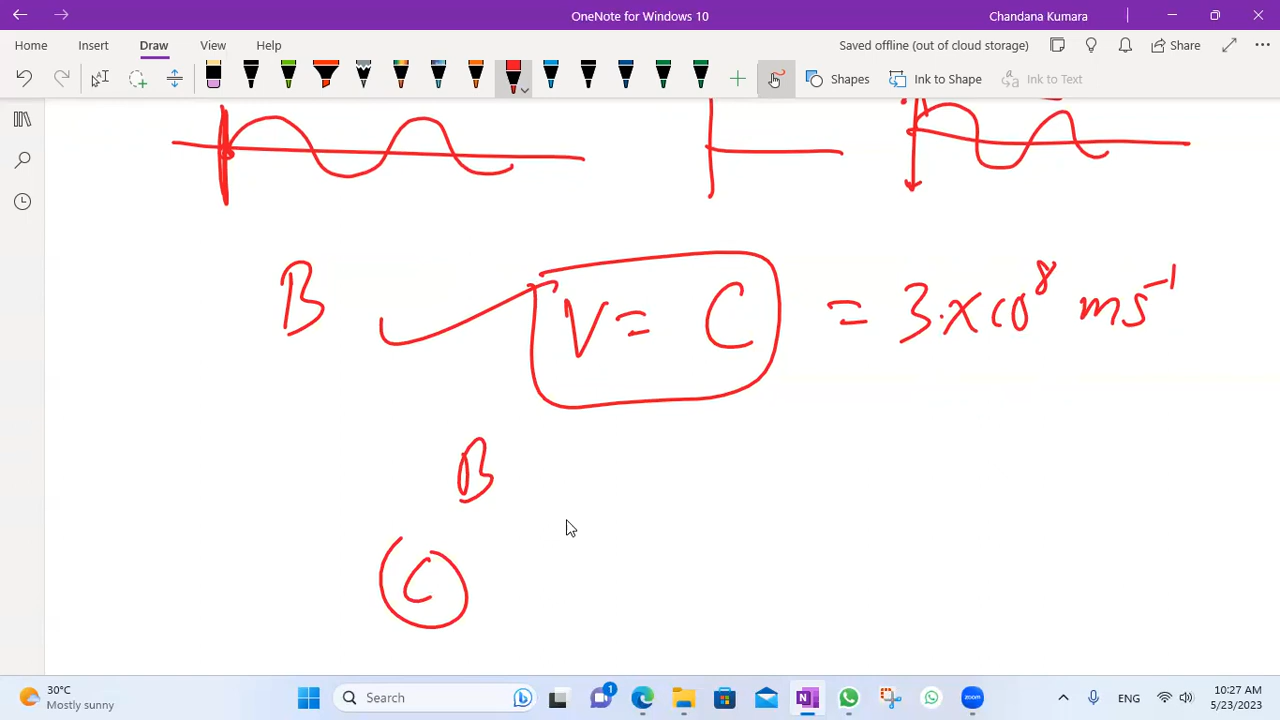 OneNote for Windows 10
Chandana Kumara
Home Insert Draw View Help
Saved offline (out of cloud storage)
Share
Shapes
Ink to Shape
Ink to Text
B V = C = 3.×10⁸ ms⁻¹
B
C
30°C
Mostly sunny
Search
1
ENG
10:27 AM
5/23/2023